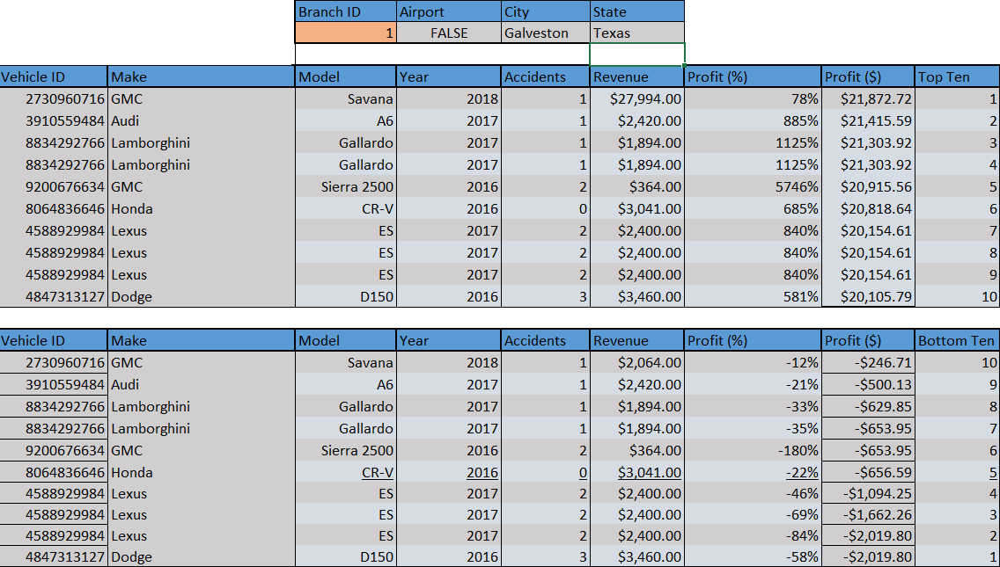 Branch ID Airport City State
1 FALSE Galveston Texas
Vehicle ID Make Model Year Accidents Revenue Profit (%) Profit ($) Top Ten
2730960716 GMC Savana 2018 1 $27,994.00 78% $21,872.72 1
3910559484 Audi A6 2017 1 $2,420.00 885% $21,415.59 2
8834292766 Lamborghini Gallardo 2017 1 $1,894.00 1125% $21,303.92 3
8834292766 Lamborghini Gallardo 2017 1 $1,894.00 1125% $21,303.92 4
9200676634 GMC Sierra 2500 2016 2 $364.00 5746% $20,915.56 5
8064836646 Honda CR-V 2016 0 $3,041.00 685% $20,818.64 6
4588929984 Lexus ES 2017 2 $2,400.00 840% $20,154.61 7
4588929984 Lexus ES 2017 2 $2,400.00 840% $20,154.61 8
4588929984 Lexus ES 2017 2 $2,400.00 840% $20,154.61 9
4847313127 Dodge D150 2016 3 $3,460.00 581% $20,105.79 10
Vehicle ID Make Model Year Accidents Revenue Profit (%) Profit ($) Bottom Ten
2730960716 GMC Savana 2018 1 $2,064.00 -12% -$246.71 10
3910559484 Audi A6 2017 1 $2,420.00 -21% -$500.13 9
8834292766 Lamborghini Gallardo 2017 1 $1,894.00 -33% -$629.85 8
8834292766 Lamborghini Gallardo 2017 1 $1,894.00 -35% -$653.95 7
9200676634 GMC Sierra 2500 2016 2 $364.00 -180% -$653.95 6
8064836646 Honda CR-V 2016 0 $3,041.00 -22% -$656.59 5
4588929984 Lexus ES 2017 2 $2,400.00 -46% -$1,094.25 4
4588929984 Lexus ES 2017 2 $2,400.00 -69% -$1,662.26 3
4588929984 Lexus ES 2017 2 $2,400.00 -84% -$2,019.80 2
4847313127 Dodge D150 2016 3 $3,460.00 -58% -$2,019.80 1